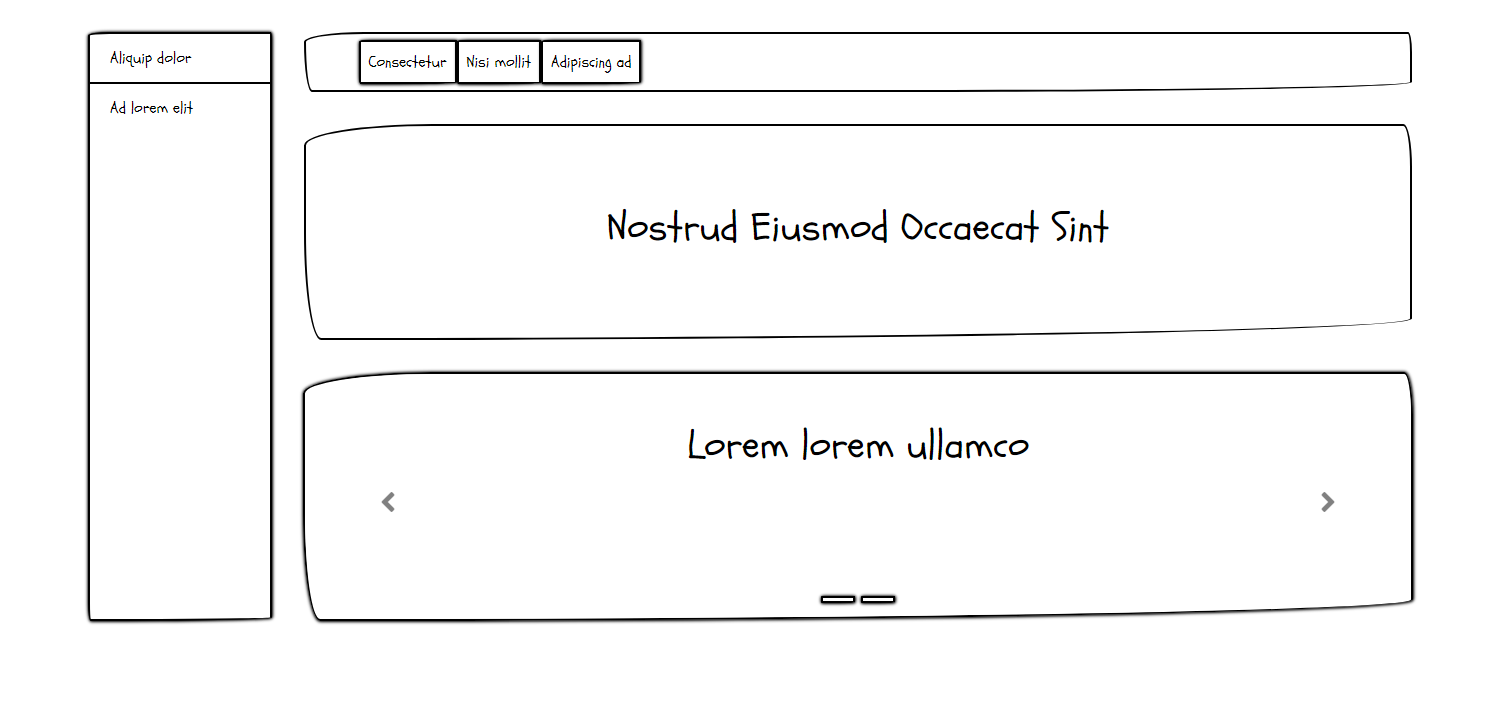 Aliquip dolor
Ad lorem elit
Consectetur
Nisi mollit
Adipiscing ad
Nostrud Eiusmod Occaecat Sint
Lorem lorem ullamco